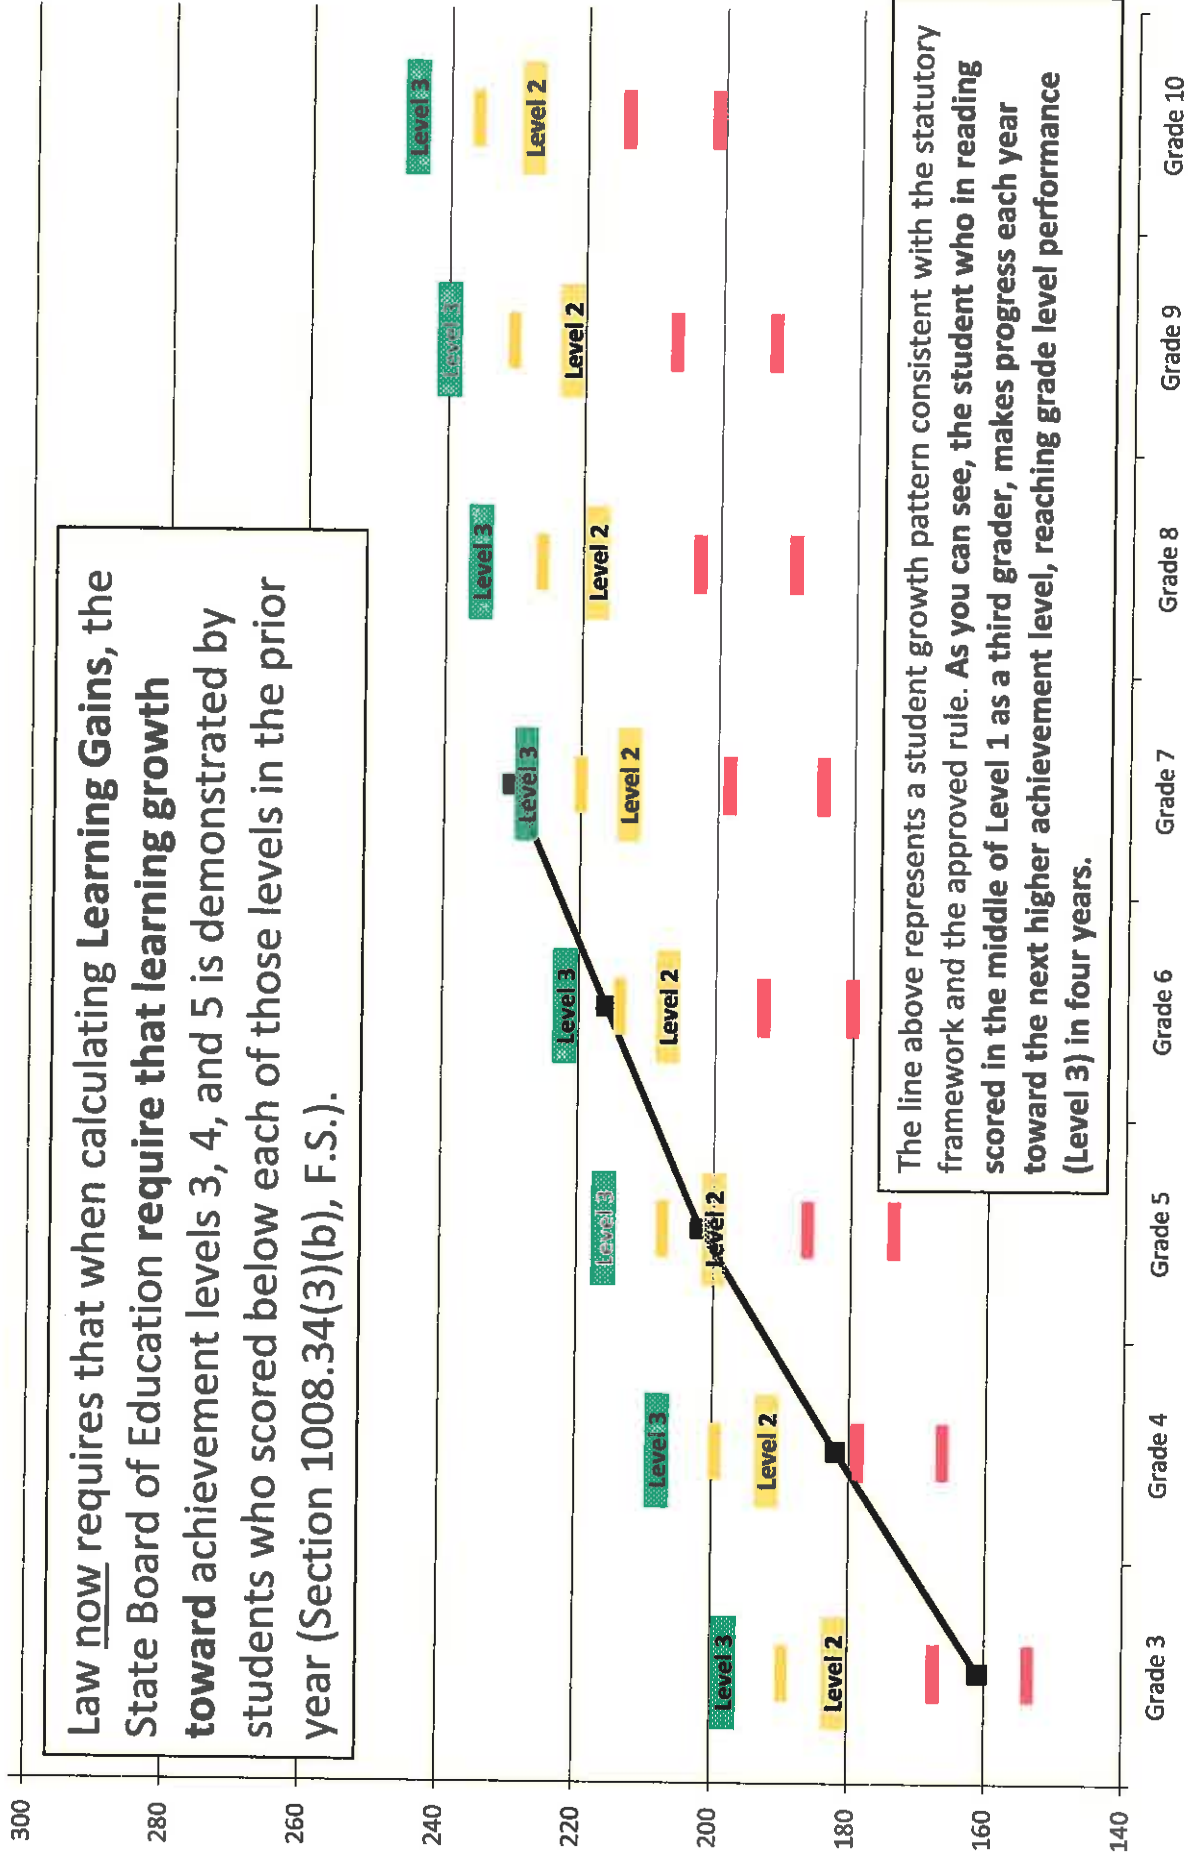 Law now requires that when calculating Learning Gains, the
State Board of Education require that learning growth
toward achievement levels 3, 4, and 5 is demonstrated by
students who scored below each of those levels in the prior
year (Section 1008.34(3)(b), F.S.).
300
280
260
240
220
200
180
160
140
Level 3
Level 2
Level 3
Level 2
Level 3
Level 2
Level 3
Level 2
Level 3
Level 2
Level 3
Level 2
Level 3
Level 2
Level 3
Level 2
The line above represents a student growth pattern consistent with the statutory
framework and the approved rule. As you can see, the student who in reading
scored in the middle of Level 1 as a third grader, makes progress each year
toward the next higher achievement level, reaching grade level performance
(Level 3) in four years.
Grade 3
Grade 4
Grade 5
Grade 6
Grade 7
Grade 8
Grade 9
Grade 10